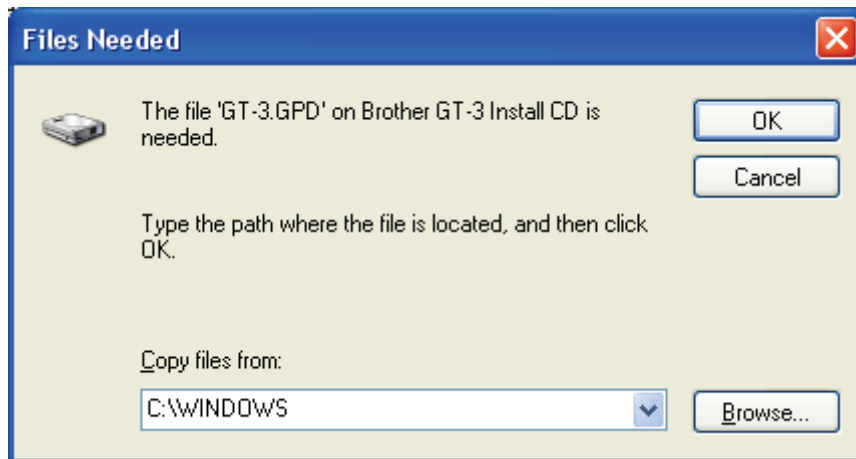 Files Needed
The file 'GT-3.GPD' on Brother GT-3 Install CD is
needed.
OK
Cancel
Type the path where the file is located, and then click
OK.
Copy files from:
C:\WINDOWS
Browse...